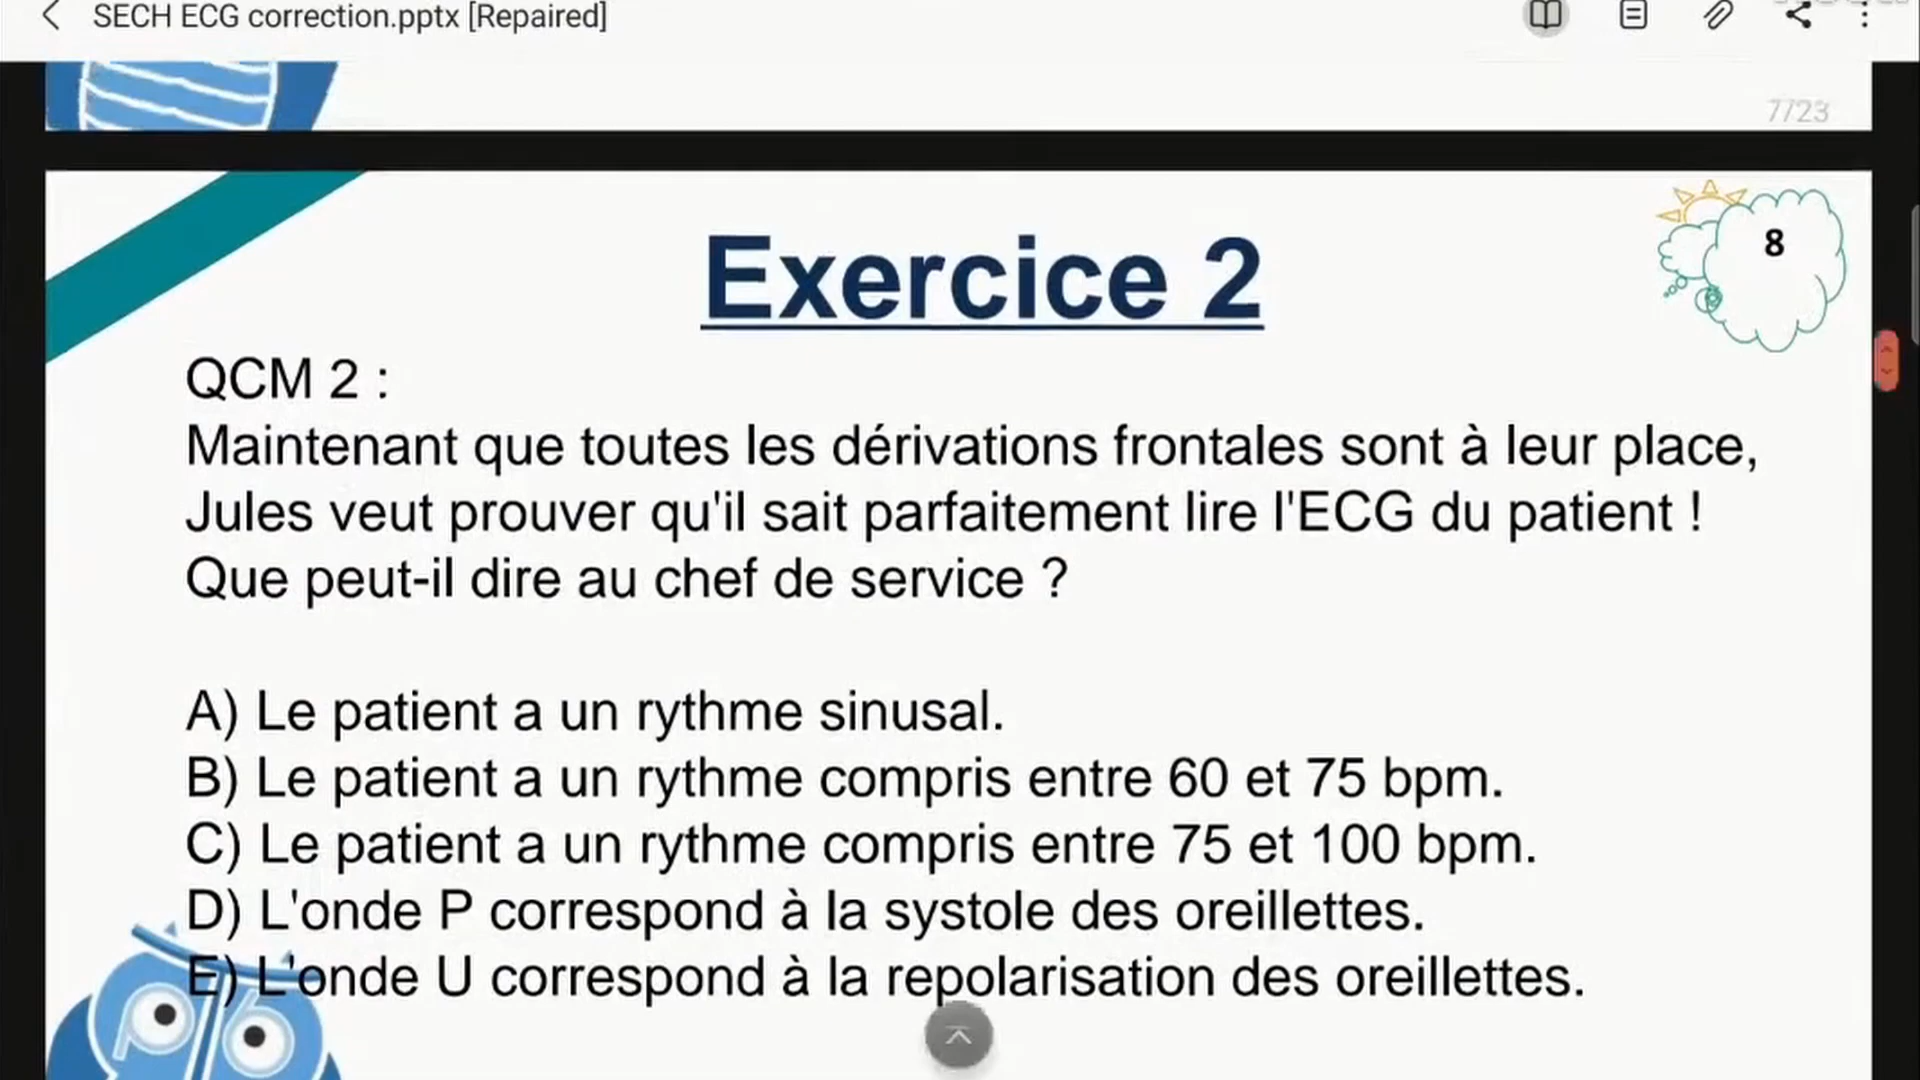 SECH ECG correction.pptx [Repaired]
7/23
8
Exercice 2
QCM 2 :
Maintenant que toutes les dérivations frontales sont à leur place,
Jules veut prouver qu'il sait parfaitement lire l'ECG du patient !
Que peut-il dire au chef de service ?
A) Le patient a un rythme sinusal.
B) Le patient a un rythme compris entre 60 et 75 bpm.
C) Le patient a un rythme compris entre 75 et 100 bpm.
D) L'onde P correspond à la systole des oreillettes.
E) L'onde U correspond à la repolarisation des oreillettes.